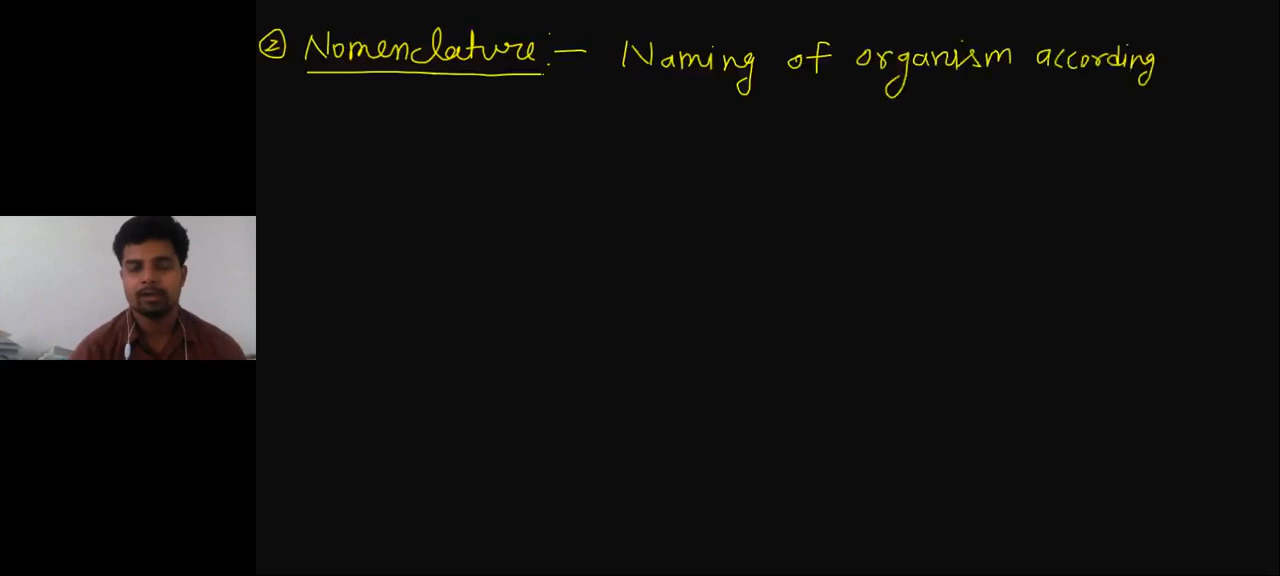 ② Nomenclature:— Naming of organism according